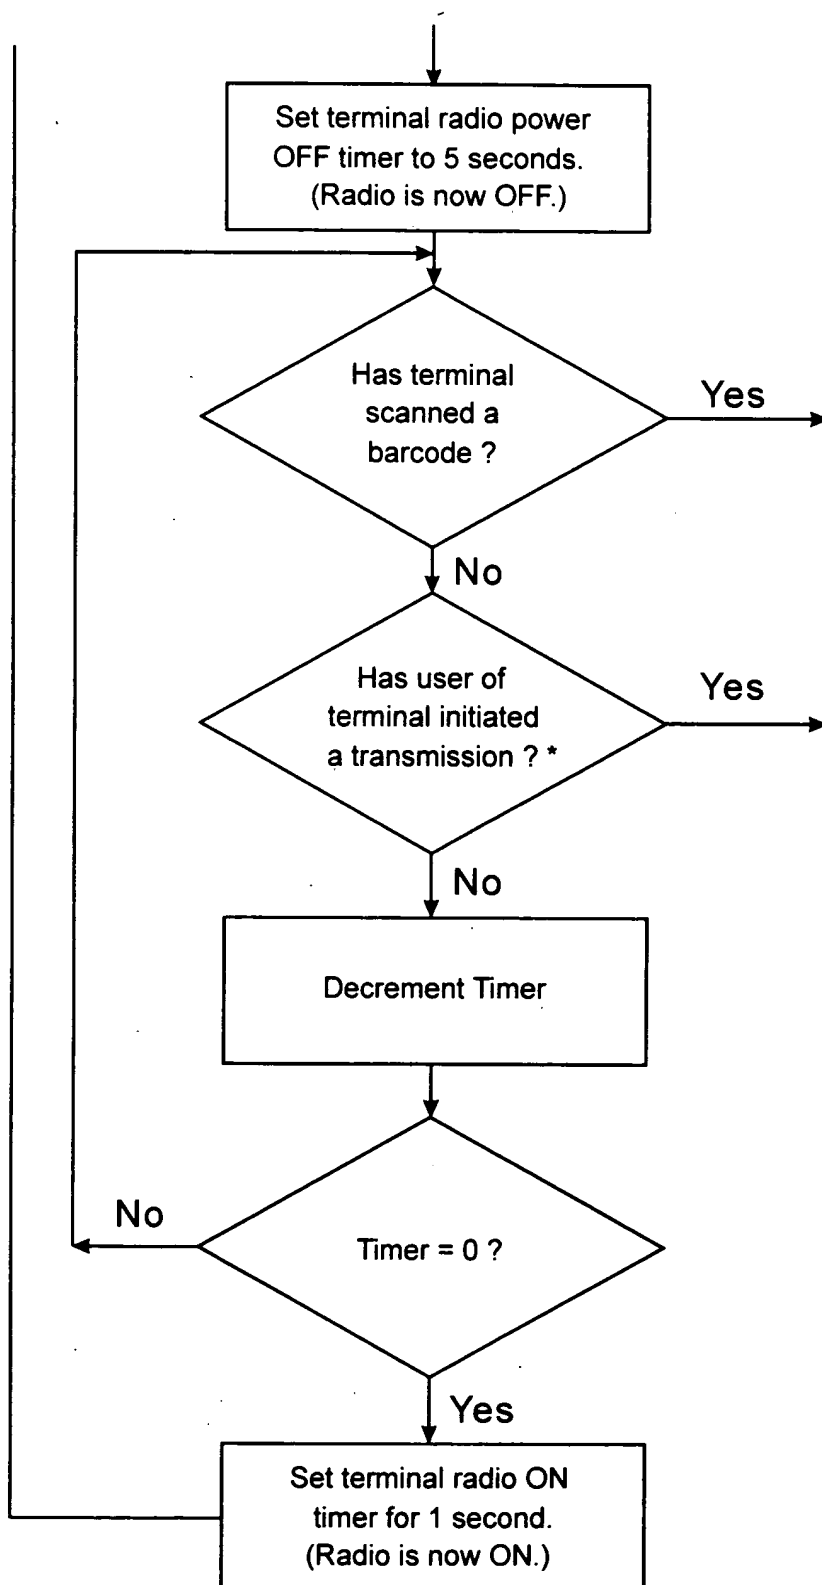 Set terminal radio power
OFF timer to 5 seconds.
(Radio is now OFF.)
Has terminal
scanned a
barcode ?
Yes
No
Has user of
terminal initiated
a transmission ? *
Yes
No
Decrement Timer
No
Timer = 0 ?
Yes
Set terminal radio ON
timer for 1 second.
(Radio is now ON.)